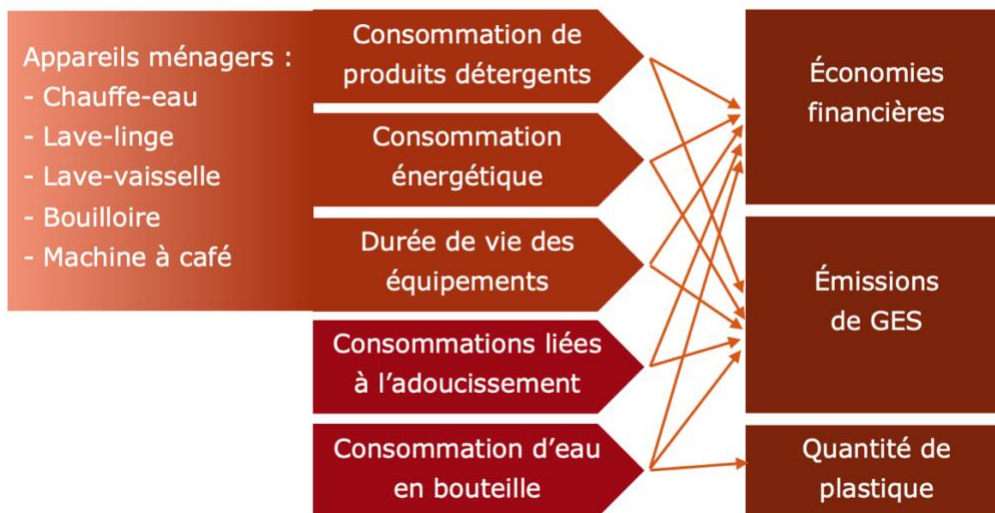 Appareils ménagers :
- Chauffe-eau
- Lave-linge
- Lave-vaisselle
- Bouilloire
- Machine à café
Consommation de
produits détergents
Consommation
énergétique
Durée de vie des
équipements
Consommations liées
à l’adoucissement
Consommation d’eau
en bouteille
Économies
financières
Émissions
de GES
Quantité de
plastique